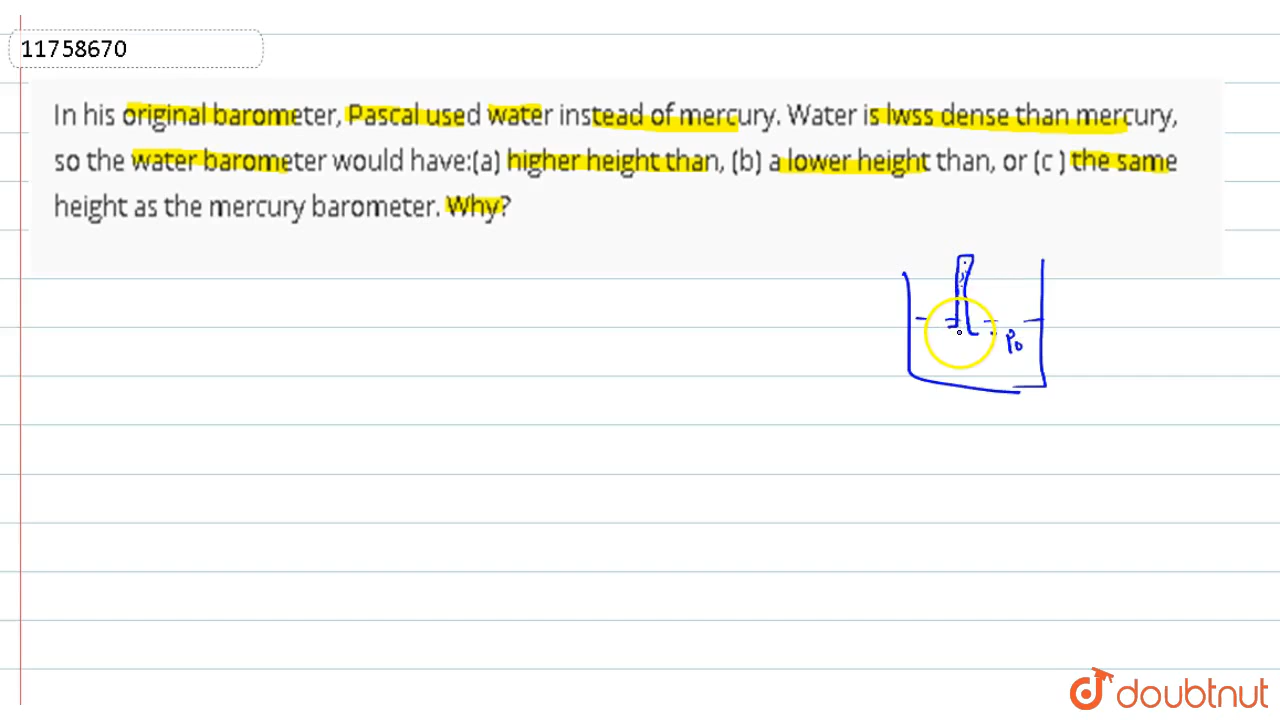 11758670
In his original barometer, Pascal used water instead of mercury. Water is lwss dense than mercury,
so the water barometer would have:(a) higher height than, (b) a lower height than, or (c ) the same
height as the mercury barometer. Why?
P0
doubtnut